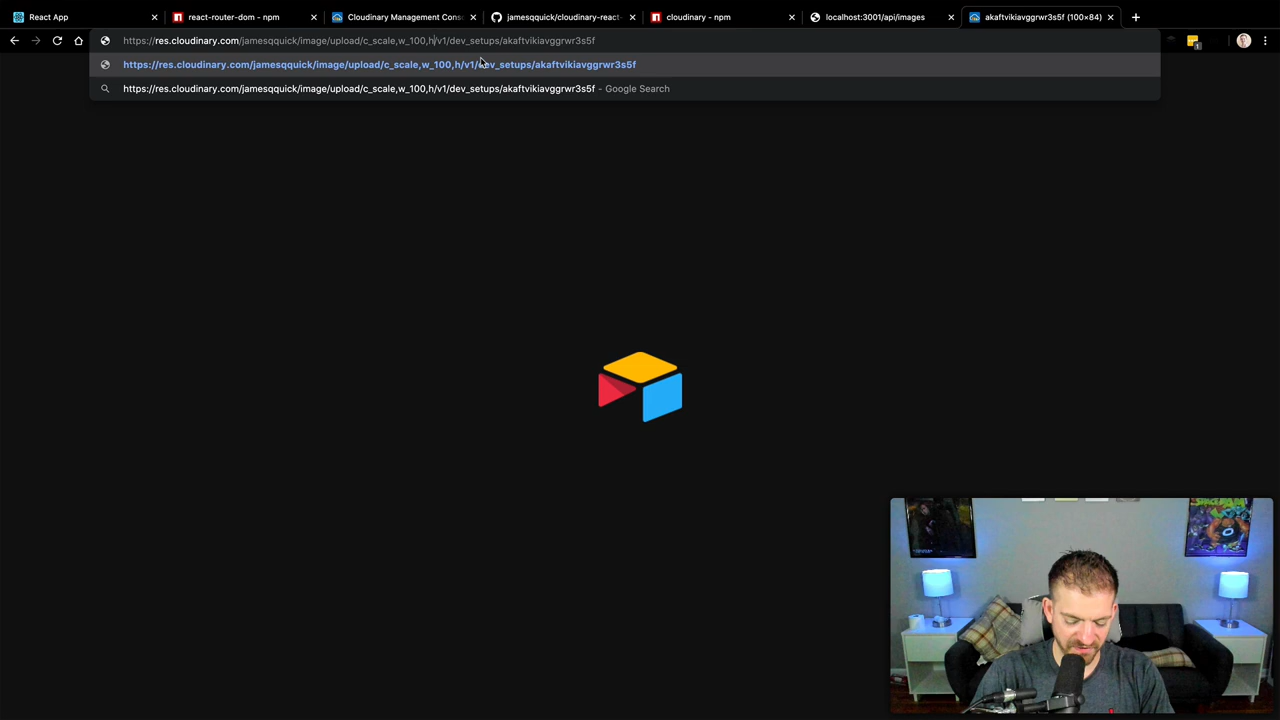 React App
react-router-dom - npm
Cloudinary Management Cons
jamesqquick/cloudinary-react-
cloudinary - npm
localhost:3001/api/images
akaftvikiavggrwr3s5f (100×84)
https://res.cloudinary.com/jamesqquick/image/upload/c_scale,w_100,h/v1/dev_setups/akaftvikiavggrwr3s5f
1
https://res.cloudinary.com/jamesqquick/image/upload/c_scale,w_100,h/v1/dev_setups/akaftvikiavggrwr3s5f
https://res.cloudinary.com/jamesqquick/image/upload/c_scale,w_100,h/v1/dev_setups/akaftvikiavggrwr3s5f - Google Search